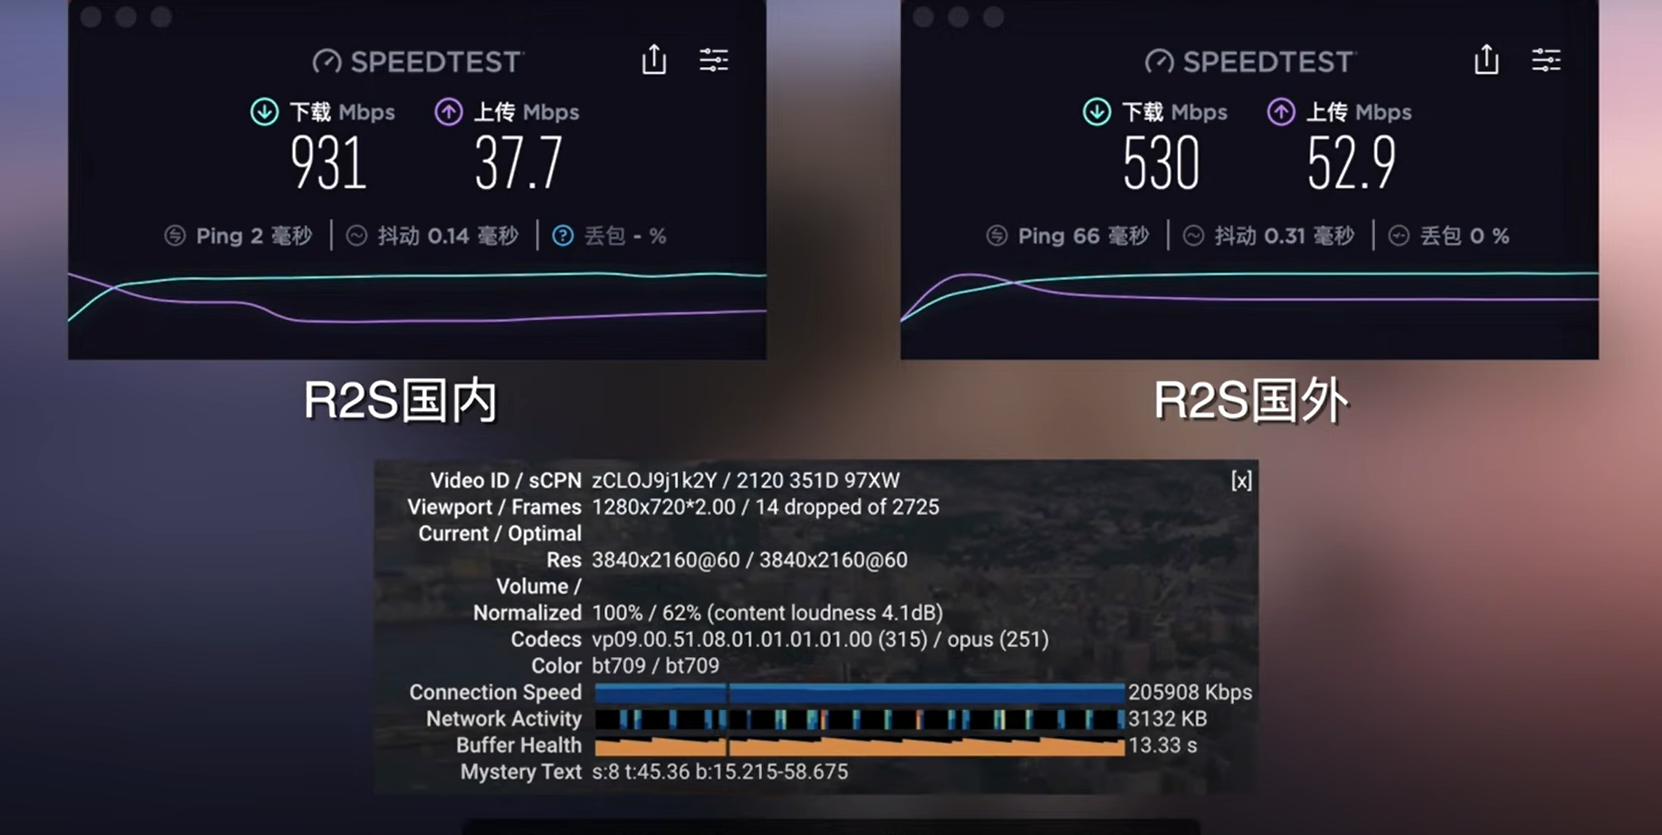 SPEEDTEST
下载 Mbps 上传 Mbps
931 37.7
Ping 2 毫秒 抖动 0.14 毫秒 ? 丢包 - %
R2S国内
SPEEDTEST
下载 Mbps 上传 Mbps
530 52.9
Ping 66 毫秒 抖动 0.31 毫秒 丢包 0 %
R2S国外
Video ID / sCPN zCLOJ9j1k2Y / 2120 351D 97XW [x]
Viewport / Frames 1280x720*2.00 / 14 dropped of 2725
Current / Optimal
Res 3840x2160@60 / 3840x2160@60
Volume /
Normalized 100% / 62% (content loudness 4.1dB)
Codecs vp09.00.51.08.01.01.01.01.00 (315) / opus (251)
Color bt709 / bt709
Connection Speed 205908 Kbps
Network Activity 3132 KB
Buffer Health 13.33 s
Mystery Text s:8 t:45.36 b:15.215-58.675